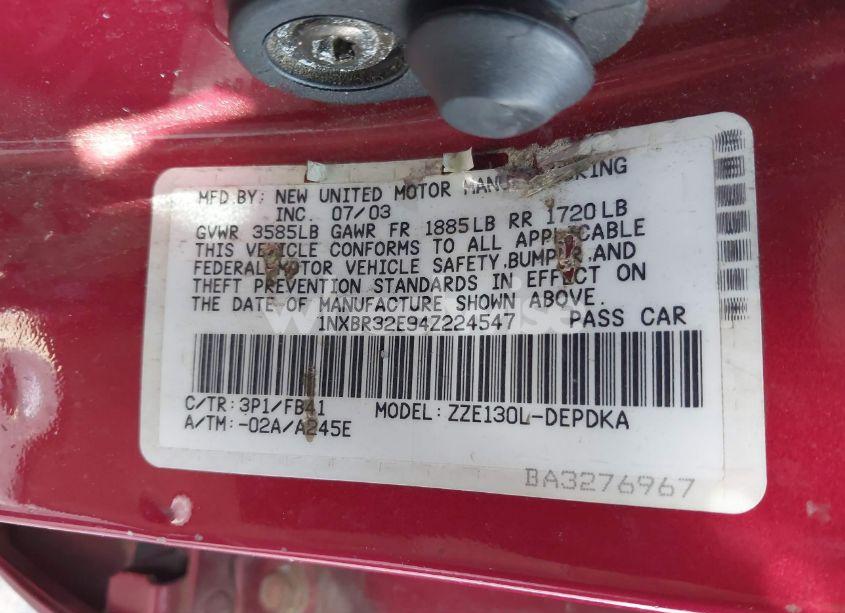 MFD.BY: NEW UNITED MOTOR MANU
INC. 07/03
GVWR 3585LB GAWR FR 1885LB RR 1720LB
THIS VEHICLE CONFORMS TO ALL APPLICABLE
FEDERAL MOTOR VEHICLE SAFETY,BUMPER,AND
THEFT PREVENTION STANDARDS IN EFFECT ON
THE DATE OF MANUFACTURE SHOWN ABOVE.
1NXBR32E94Z224547 PASS CAR
C/TR:3P1/FB41 MODEL: ZZE130L-DEPDKA
A/TM:-02A/A245E
BA3276967